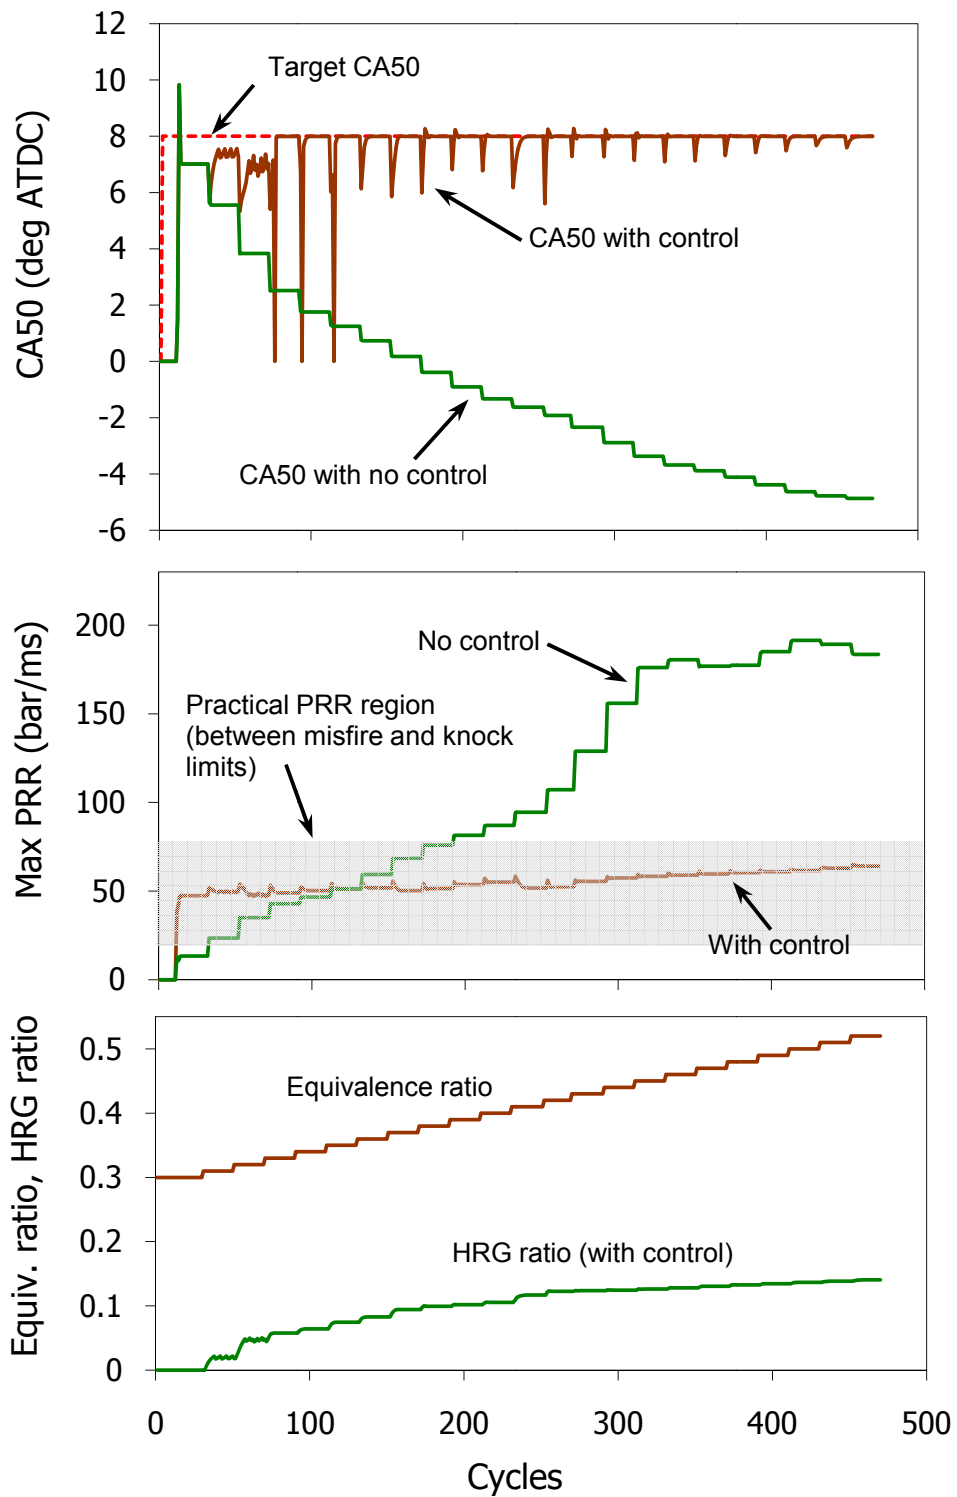 CA50 (deg ATDC)
12
10
8
6
4
2
0
-2
-4
-6
Target CA50
CA50 with control
CA50 with no control
Max PRR (bar/ms)
200
150
100
50
0
No control
Practical PRR region
(between misfire and knock
limits)
With control
Equiv. ratio, HRG ratio
0.5
0.4
0.3
0.2
0.1
0
Equivalence ratio
HRG ratio (with control)
0 100 200 300 400 500
Cycles